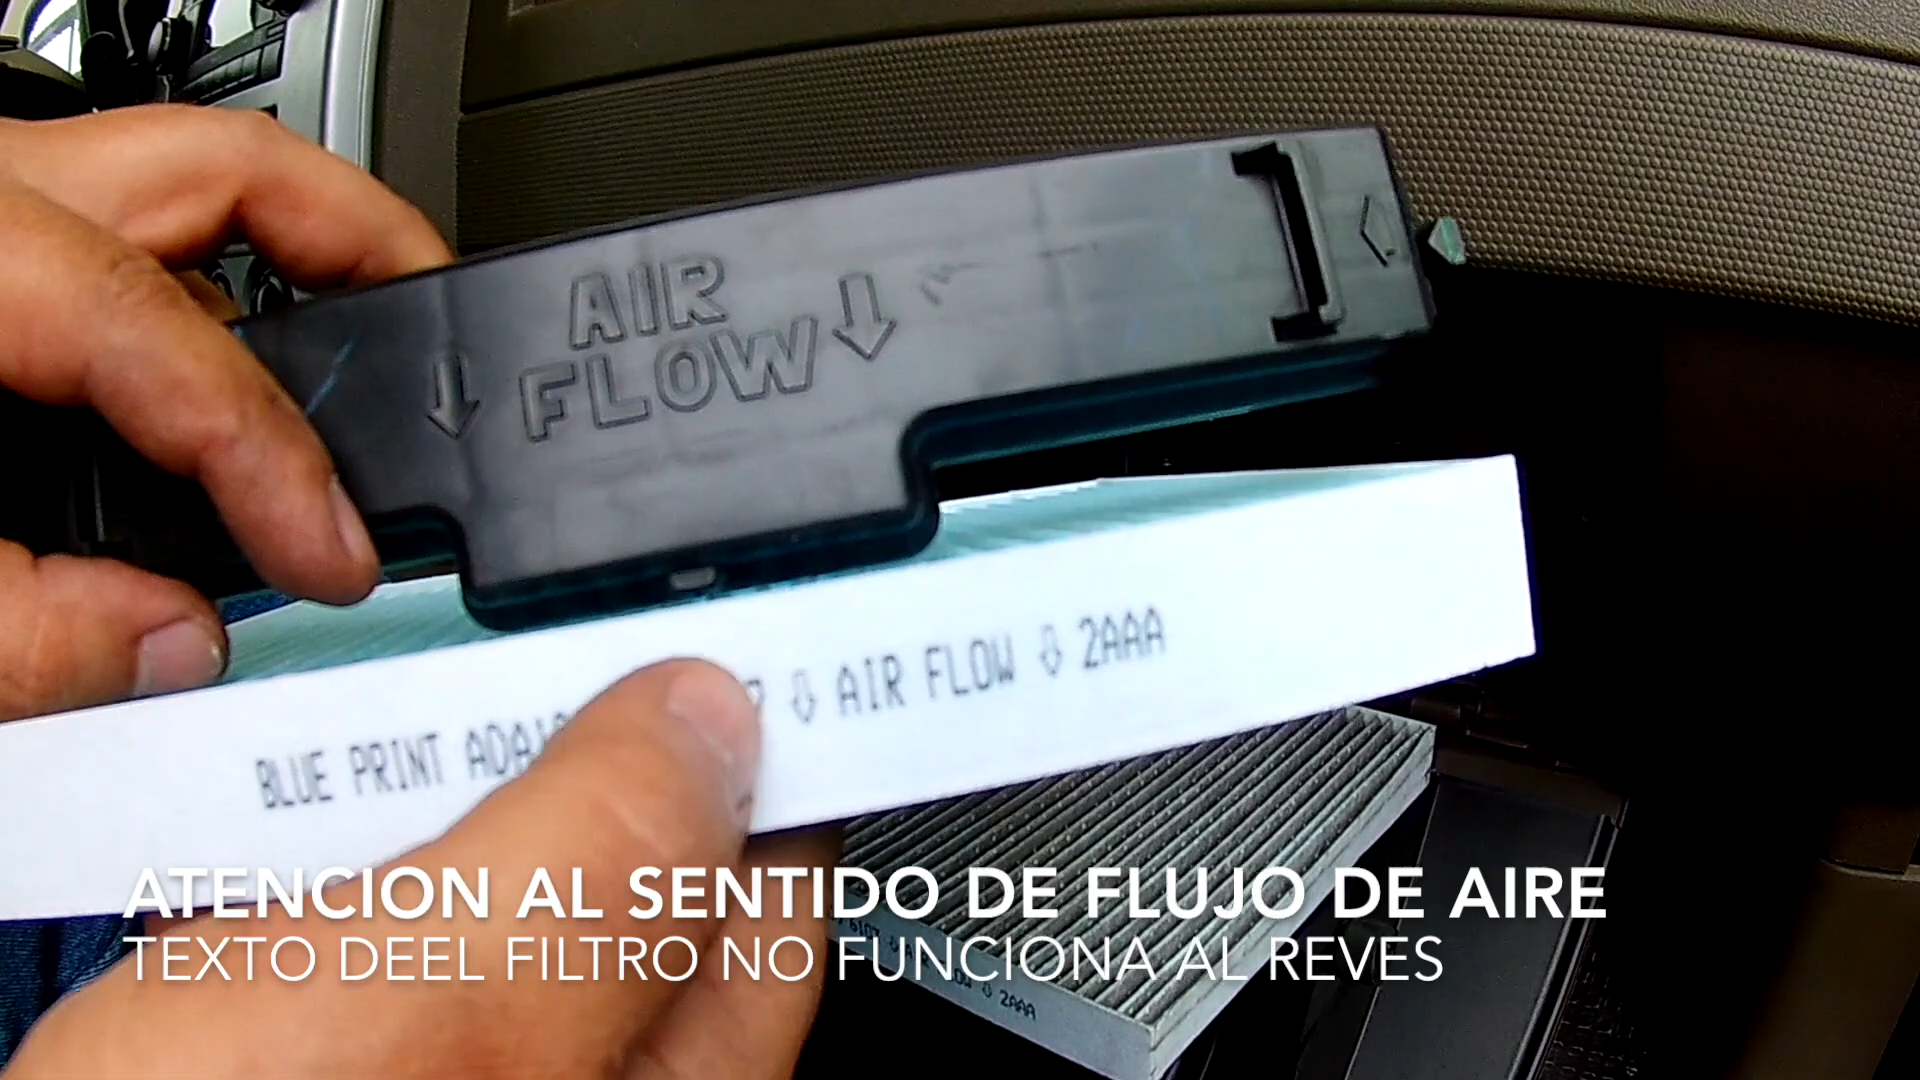 AIR
FLOW
BLUE PRINT AIR FLOW 2AAA
ATENCION AL SENTIDO DE FLUJO DE AIRE
TEXTO DEEL FILTRO NO FUNCIONA AL REVES
2AAA